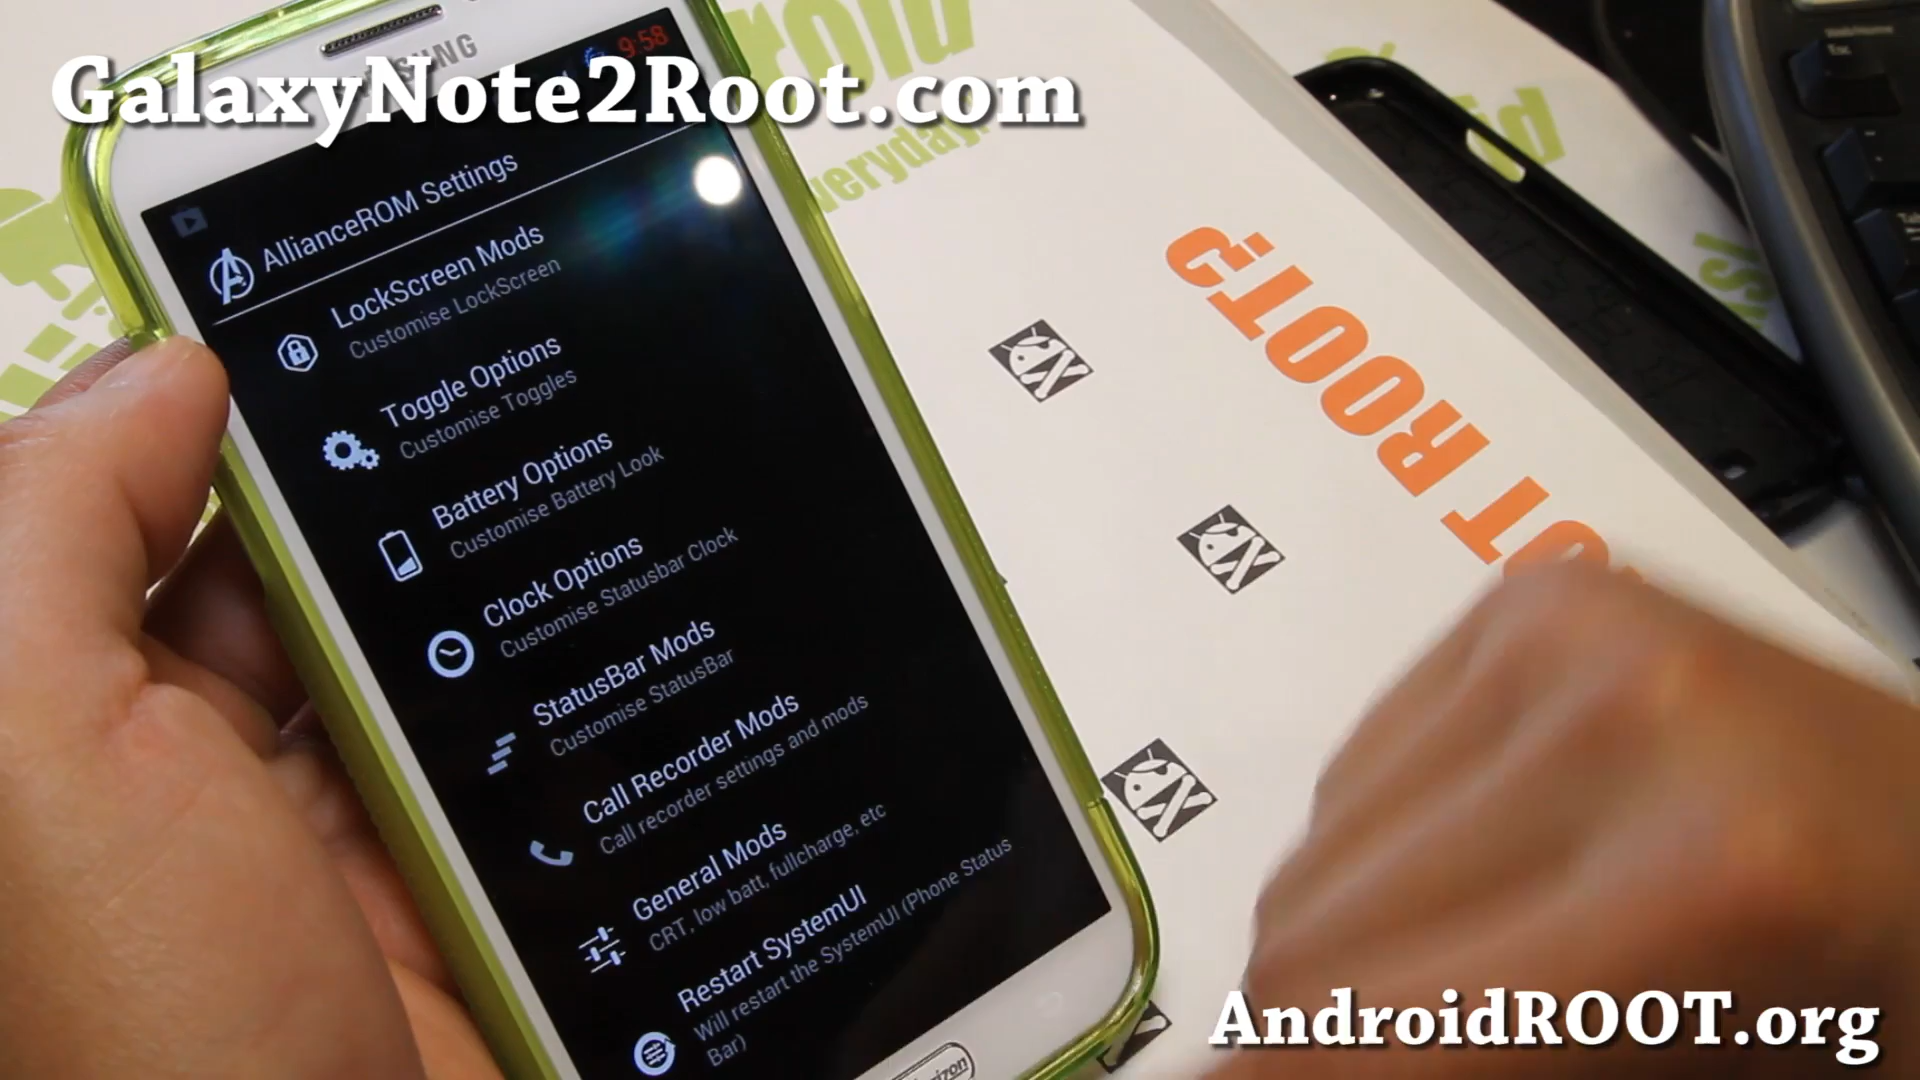 GalaxyNote2Root.com
9:58
AllianceROM Settings
LockScreen Mods
Customise LockScreen
Toggle Options
Customise Toggles
Battery Options
Customise Battery Look
Clock Options
Customise Statusbar Clock
StatusBar Mods
Customise StatusBar
Call Recorder Mods
Call recorder settings and mods
General Mods
CRT, low batt, fullcharge, etc
Restart SystemUI
Will restart the SystemUI (Phone Status
Bar)
ROOT?
AndroidROOT.org